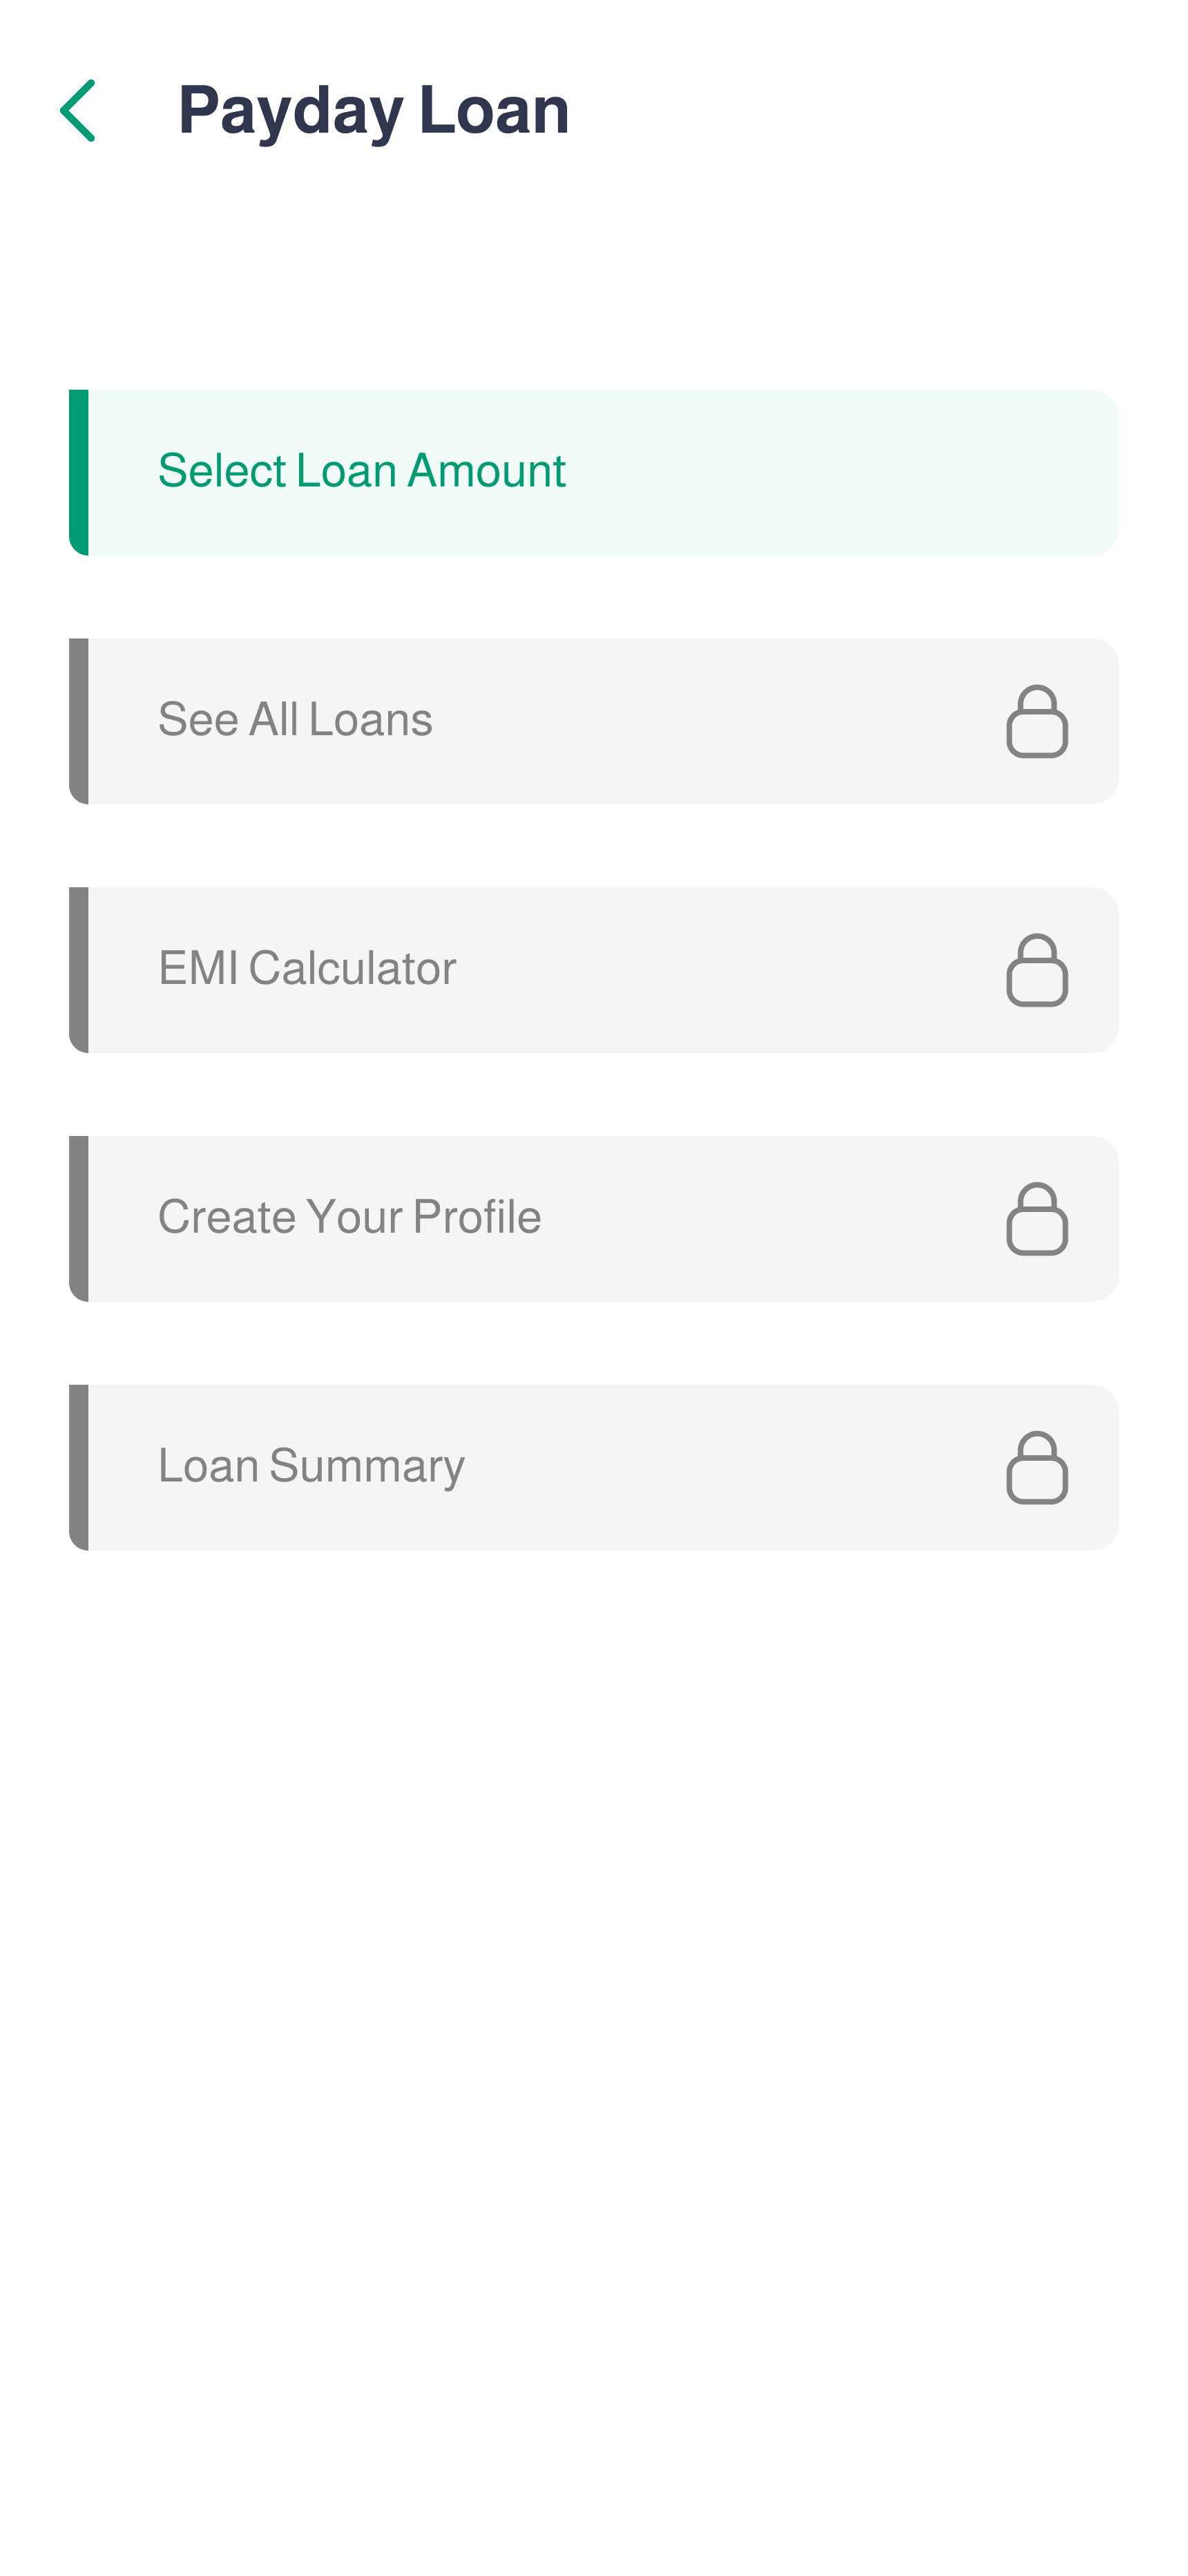 Payday Loan
Select Loan Amount
See All Loans
EMI Calculator
Create Your Profile
Loan Summary